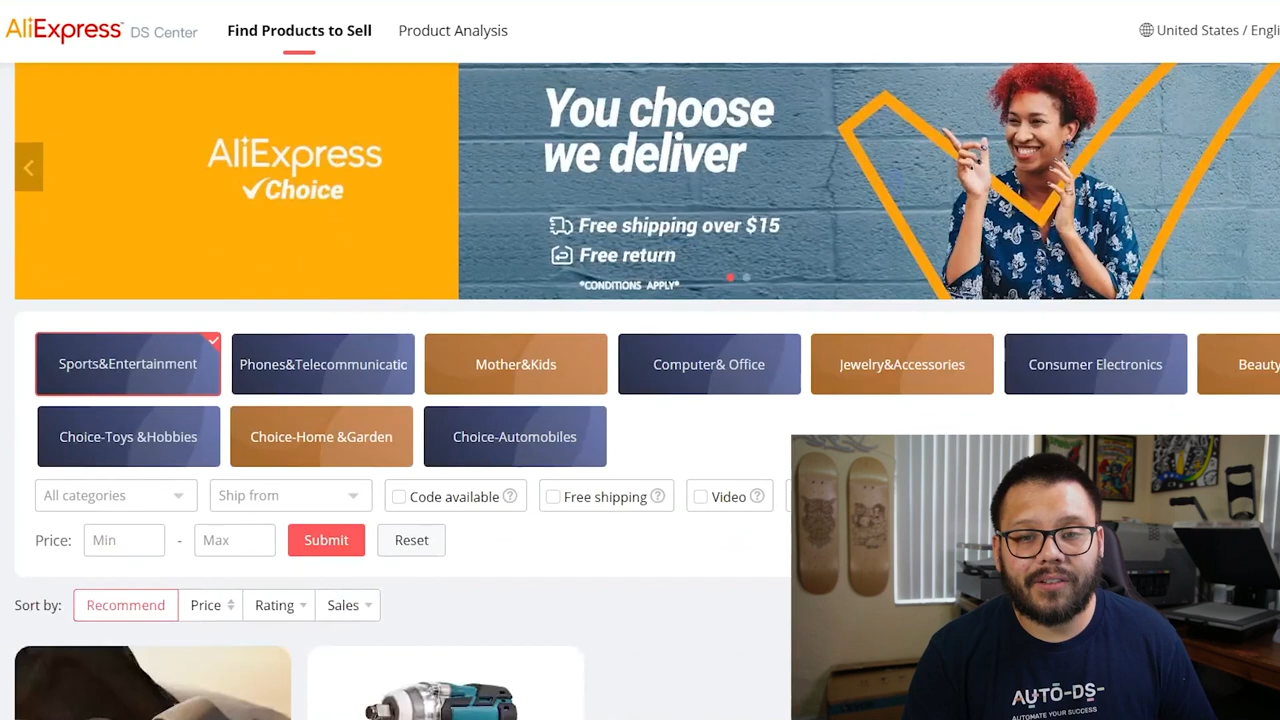 AliExpress DS Center
Find Products to Sell
Product Analysis
United States / Engli
AliExpress
Choice
You choose
we deliver
Free shipping over $15
Free return
*CONDITIONS APPLY*
Sports&Entertainment
Phones&Telecommunicatic
Mother&Kids
Computer& Office
Jewelry&Accessories
Consumer Electronics
Beauty
Choice-Toys &Hobbies
Choice-Home &Garden
Choice-Automobiles
All categories
Ship from
Code available ?
Free shipping ?
Video ?
Price:
Min
-
Max
Submit
Reset
Sort by:
Recommend
Price
Rating
Sales
AUTO-DS-
AUTOMATE YOUR SUCCESS